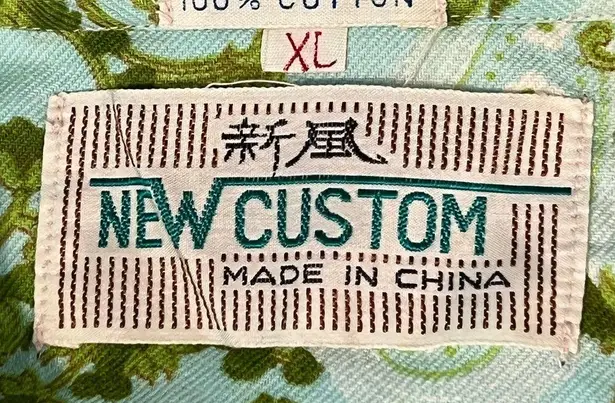 100% COTTON
XL
新風
NEW CUSTOM
MADE IN CHINA